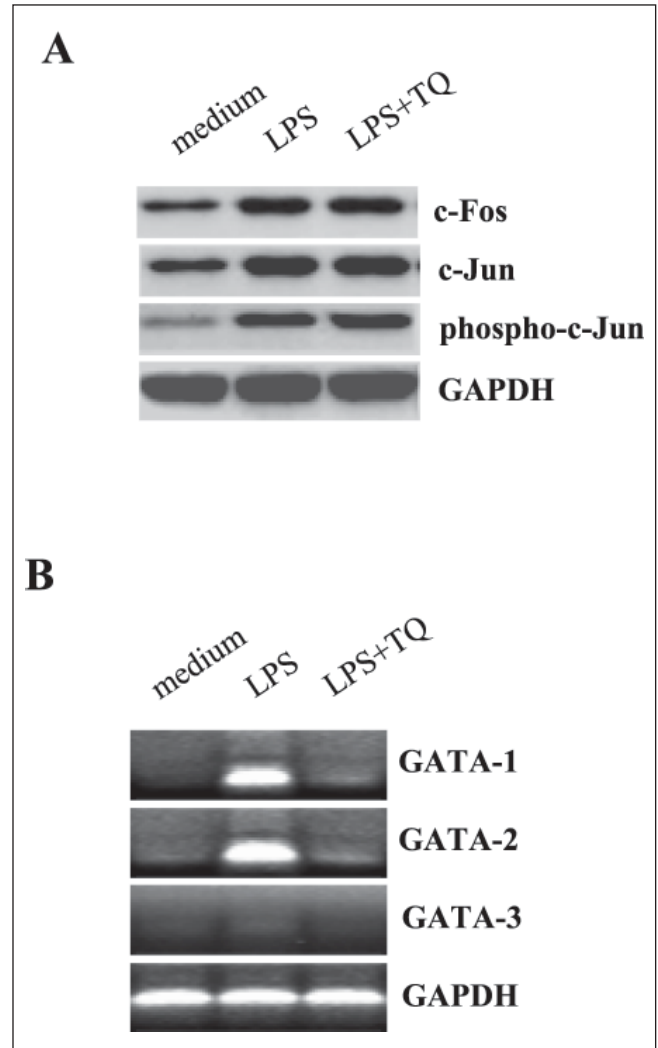 A
medium LPS LPS+TQ
c-Fos
c-Jun
phospho-c-Jun
GAPDH
B
medium LPS LPS+TQ
GATA-1
GATA-2
GATA-3
GAPDH